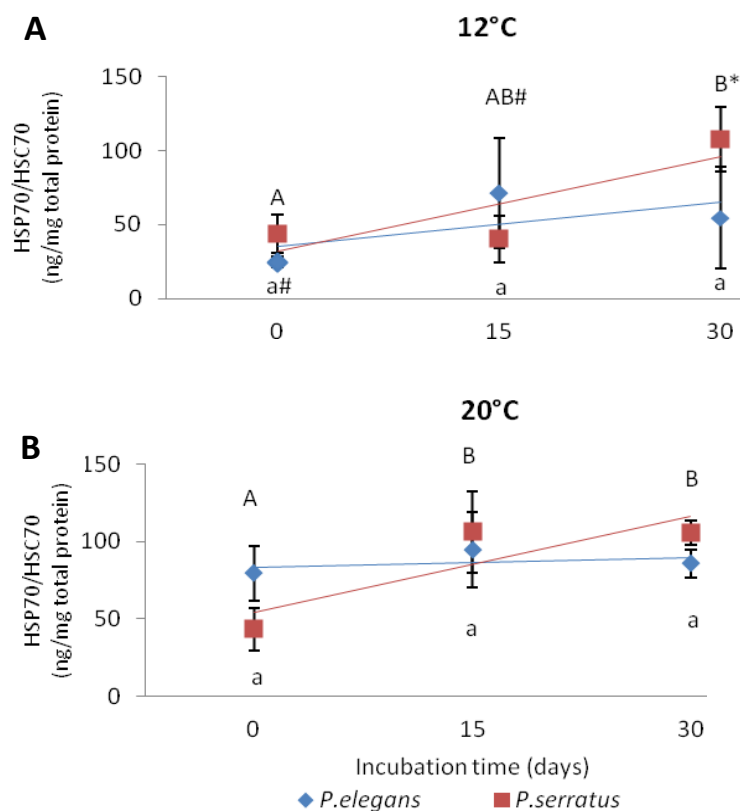 A
12°C
HSP70/HSC70
(ng/mg total protein)
150
100
50
0
A
a#
AB#
a
B*
a
0
15
30
20°C
B
HSP70/HSC70
(ng/mg total protein)
150
100
50
0
A
a
B
a
B
a
0
15
30
Incubation time (days)
P.elegans
P.serratus